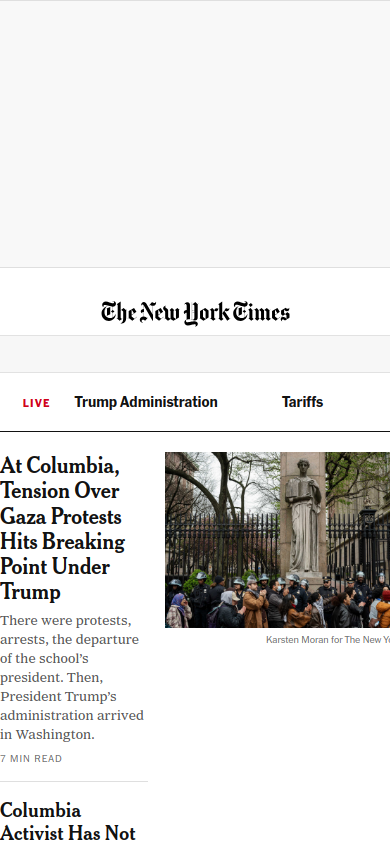 The New York Times
LIVE Trump Administration Tariffs
At Columbia,
Tension Over
Gaza Protests
Hits Breaking
Point Under
Trump
There were protests,
arrests, the departure
of the school's
president. Then,
President Trump's
administration arrived
in Washington.
7 MIN READ
Karsten Moran for The New
Columbia
Activist Has Not